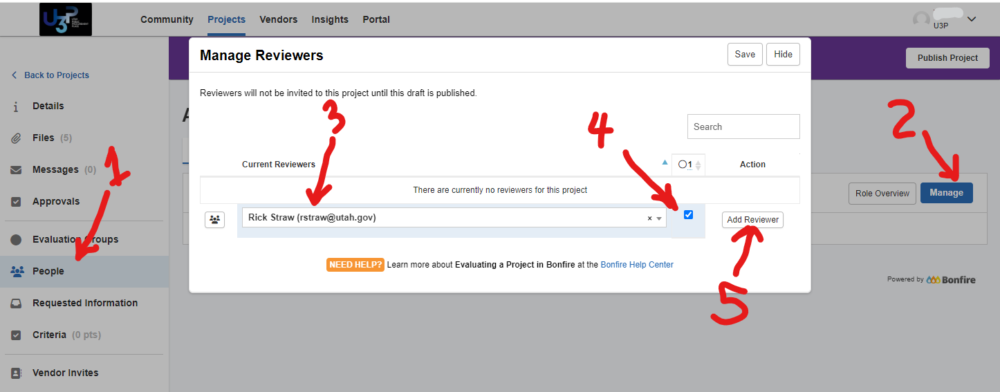 U3P UTAH PUBLIC PROCUREMENT PLACE
Community Projects Vendors Insights Portal
U3P
Manage Reviewers
Save Hide
Publish Project
Back to Projects
Reviewers will not be invited to this project until this draft is published.
Details
Files (5)
Messages (0)
Approvals
Evaluation Groups
People
Requested Information
Criteria (0 pts)
Vendor Invites
1
3
4
2
Search
Current Reviewers 1 Action
There are currently no reviewers for this project
Role Overview Manage
Rick Straw (rstraw@utah.gov) × Add Reviewer
NEED HELP? Learn more about Evaluating a Project in Bonfire at the Bonfire Help Center
Powered by Bonfire
5